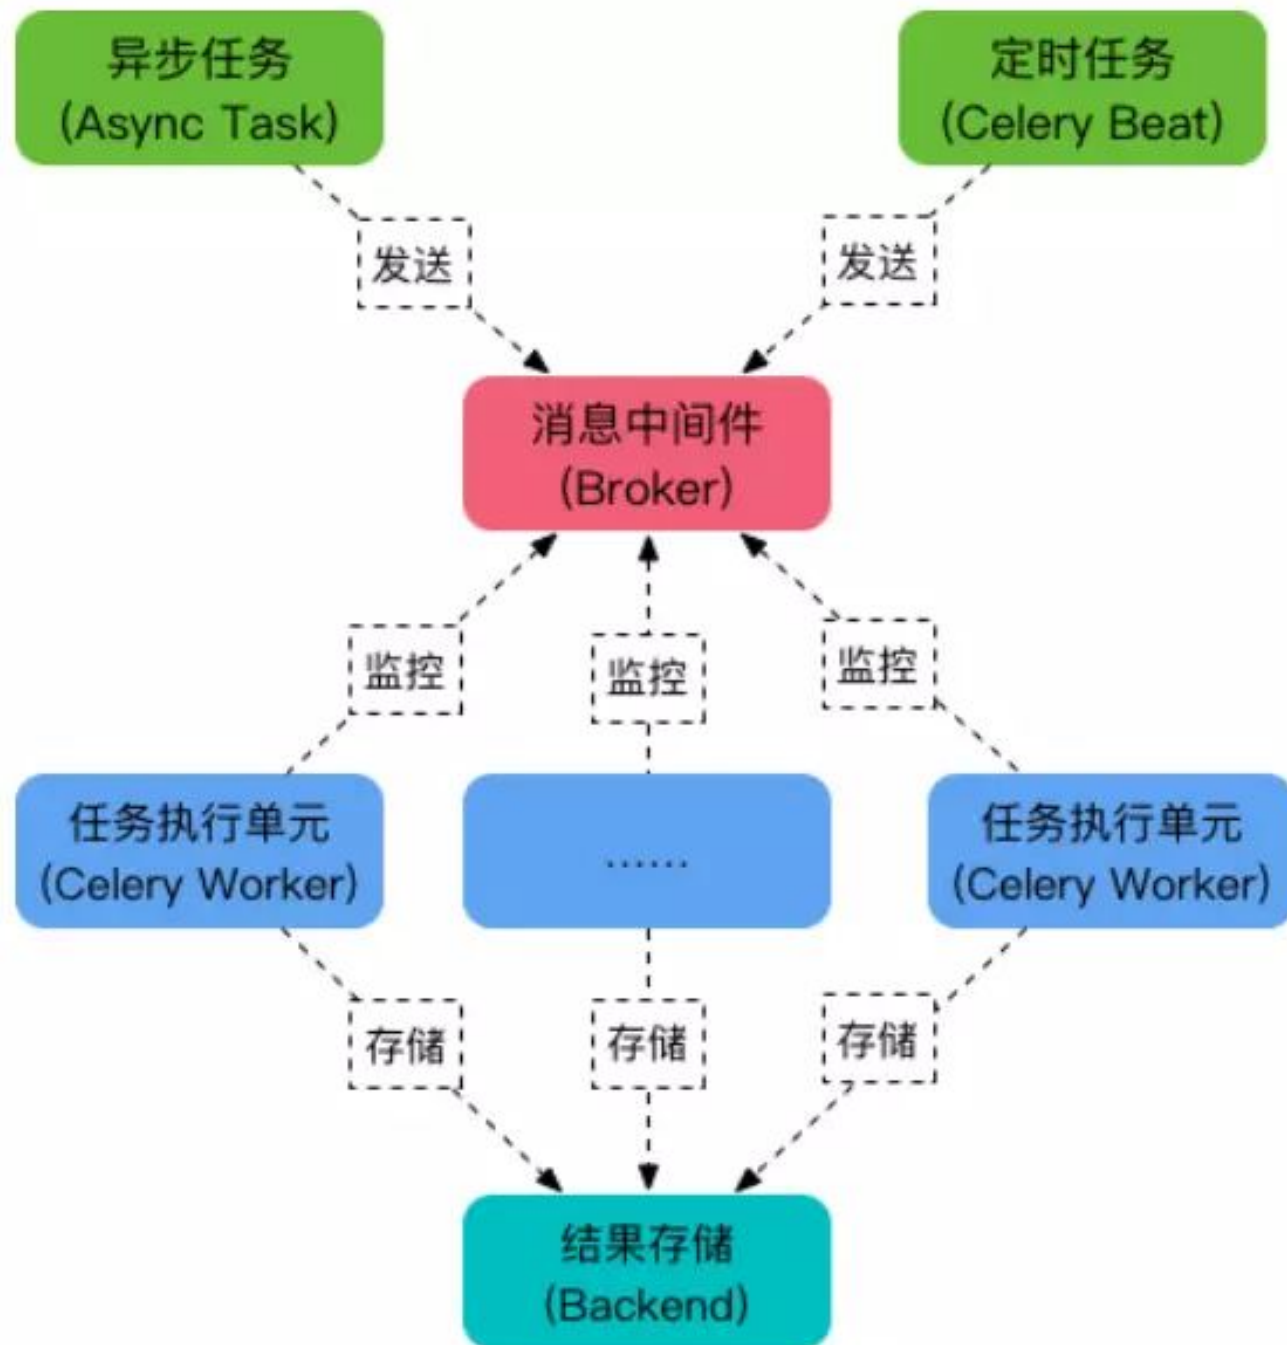 异步任务
(Async Task)
定时任务
(Celery Beat)
发送
发送
消息中间件
(Broker)
监控
监控
监控
任务执行单元
(Celery Worker)
......
任务执行单元
(Celery Worker)
存储
存储
存储
结果存储
(Backend)